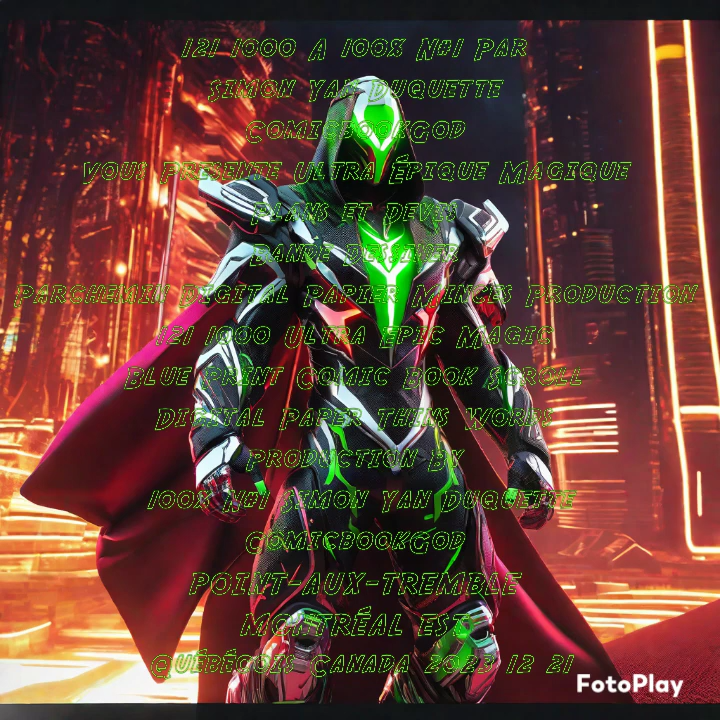 121 1000 A 100% N#1 PAR
SIMON YAN DUQUETTE
COMICBOOKGOD
VOUS PRESENTE ULTRA ÉPIQUE MAGIQUE
PLANS ET DEVIS
BANDE DESSINER
PARCHEMIN DIGITAL PAPIER MINCES PRODUCTION
121 1000 ULTRA EPIC MAGIC
BLUE PRINT COMIC BOOK SCROLL
DIGITAL PAPER THINS WORKS
PRODUCTION BY
100% N#1 SIMON YAN DUQUETTE
COMICBOOKGOD
POINT-AUX-TREMBLE
MONTRÉAL EST
QUÉBÉCOIS CANADA 2023 12 21
FotoPlay